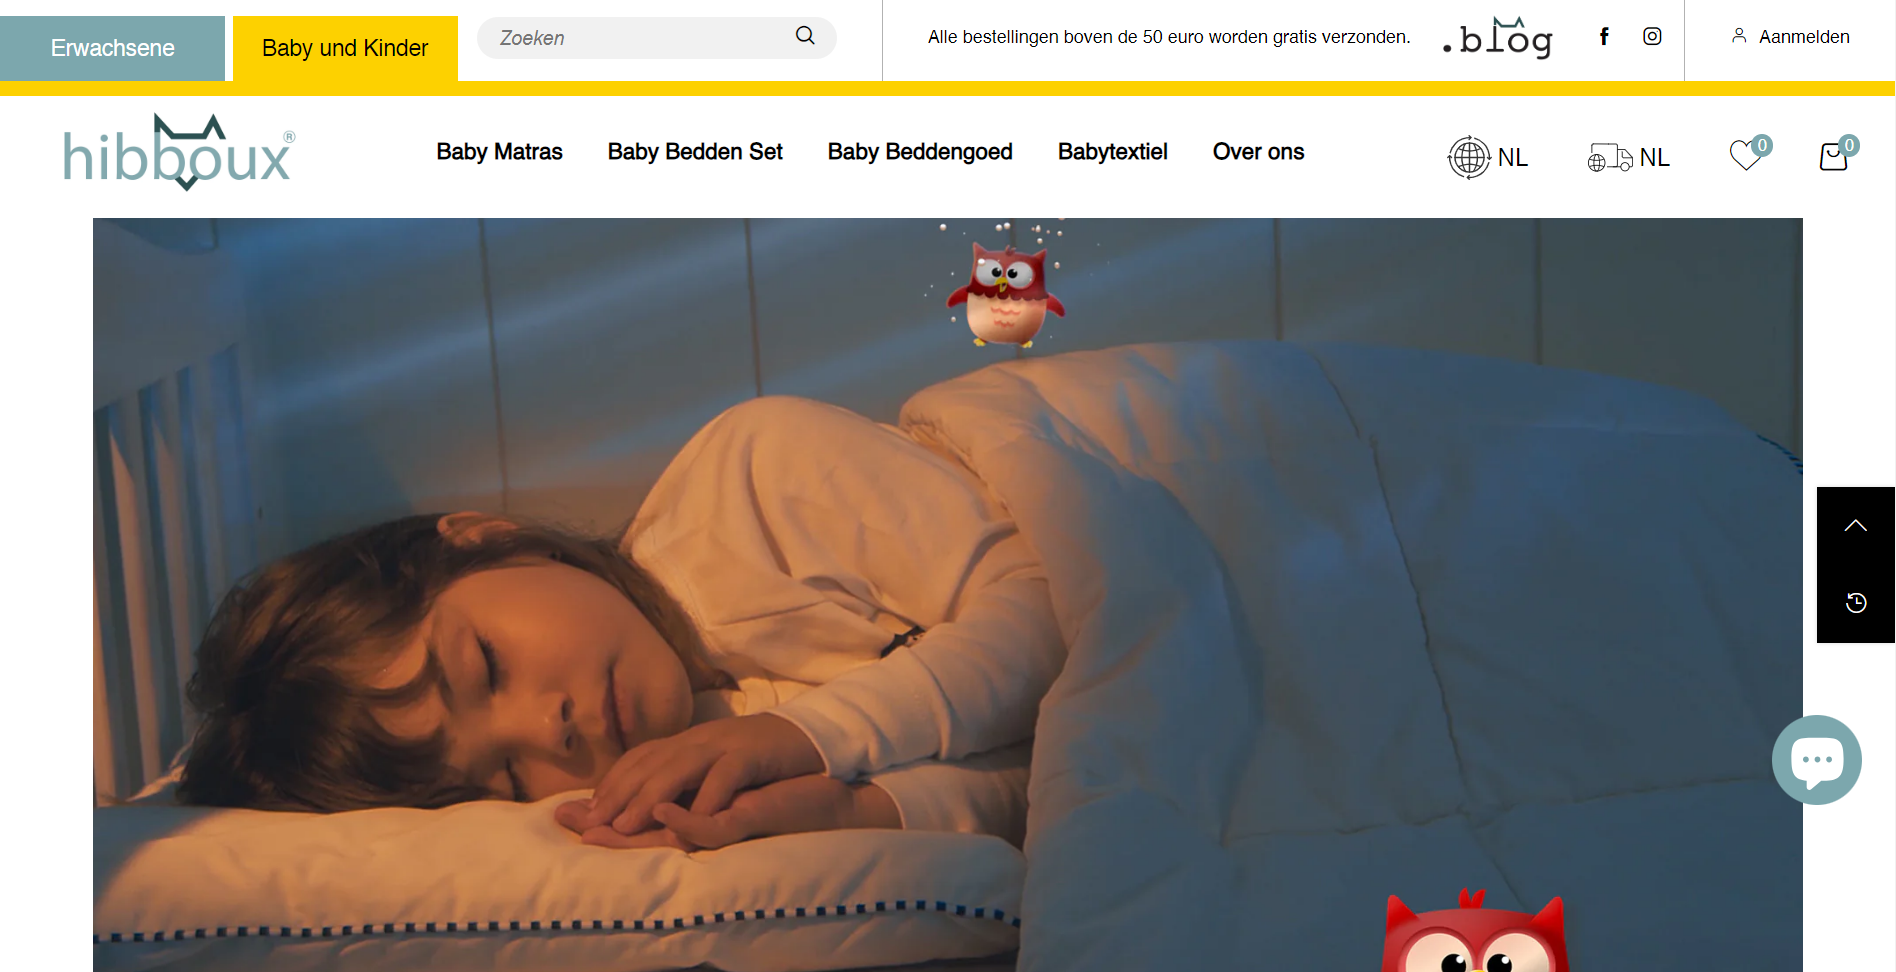 Erwachsene
Baby und Kinder
Zoeken
Alle bestellingen boven de 50 euro worden gratis verzonden.
.blog
Anmelden
hibboux®
Baby Matras
Baby Bedden Set
Baby Beddengoed
Babytextiel
Over ons
NL
NL
0
0